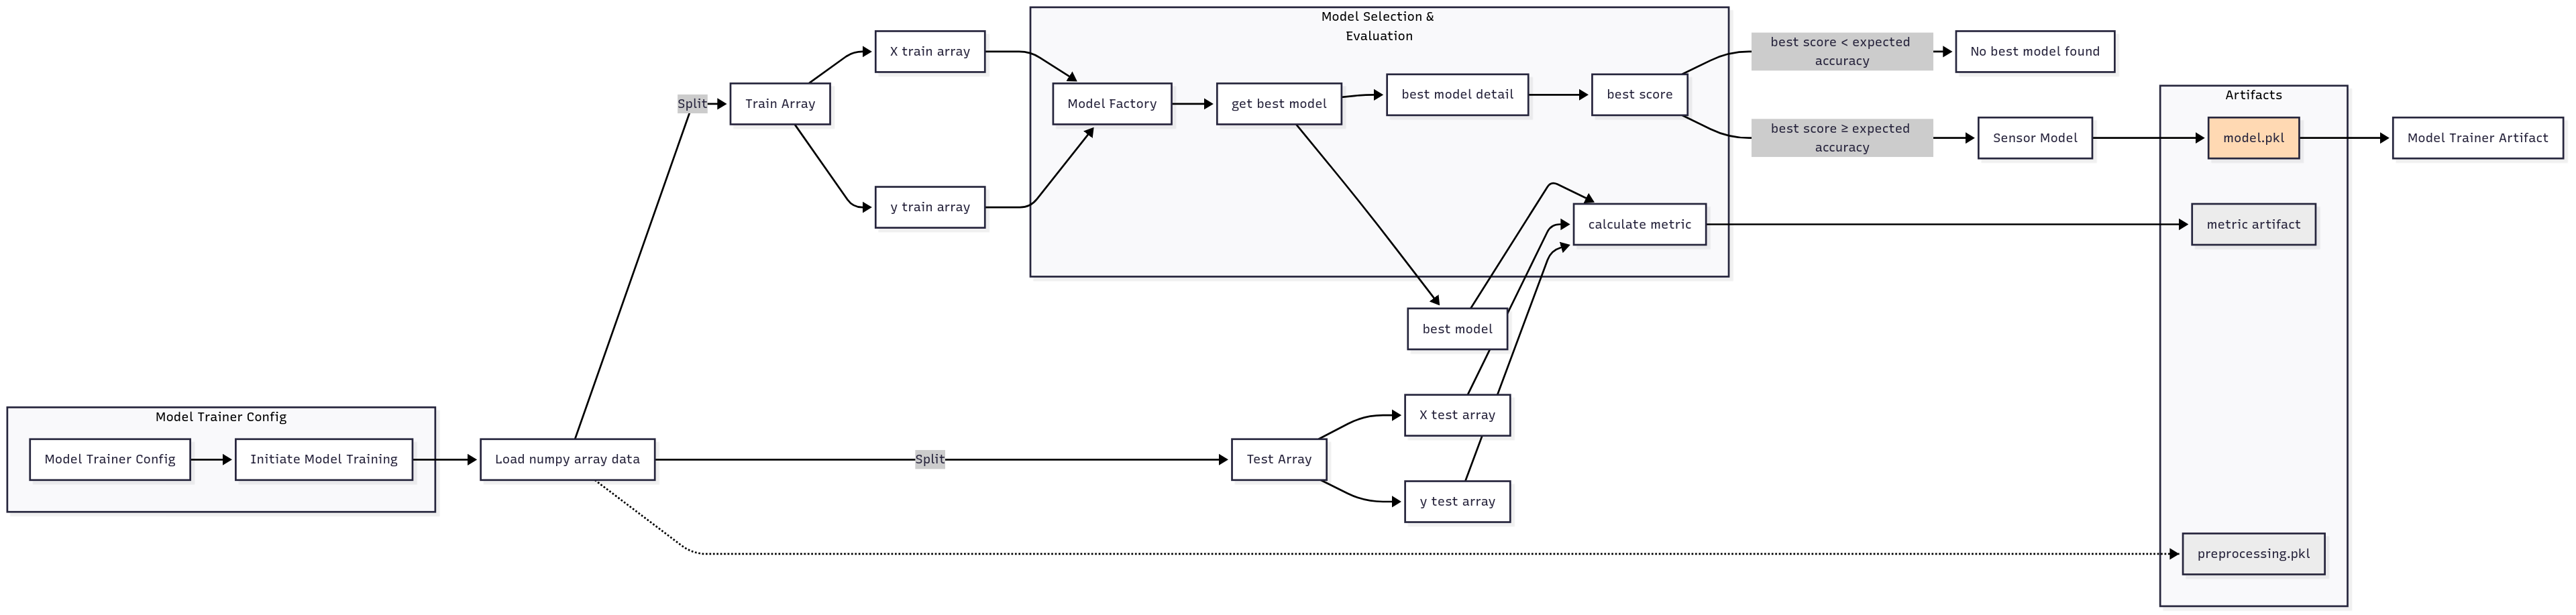 Model Trainer Config
Model Trainer Config
Initiate Model Training
Load numpy array data
Split
Train Array
X train array
y train array
Model Selection &
Evaluation
Model Factory
get best model
best model detail
best score
calculate metric
best model
Split
Test Array
X test array
y test array
best score < expected
accuracy
No best model found
best score ≥ expected
accuracy
Sensor Model
Artifacts
model.pkl
metric artifact
preprocessing.pkl
Model Trainer Artifact